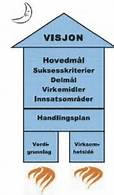 VISJON
Hovedmål
Suksesskriterier
Delmål
Virkemidler
Innsatsområder
Handlingsplan
Verdi-
grunnlag
Virksom-
hetsidé